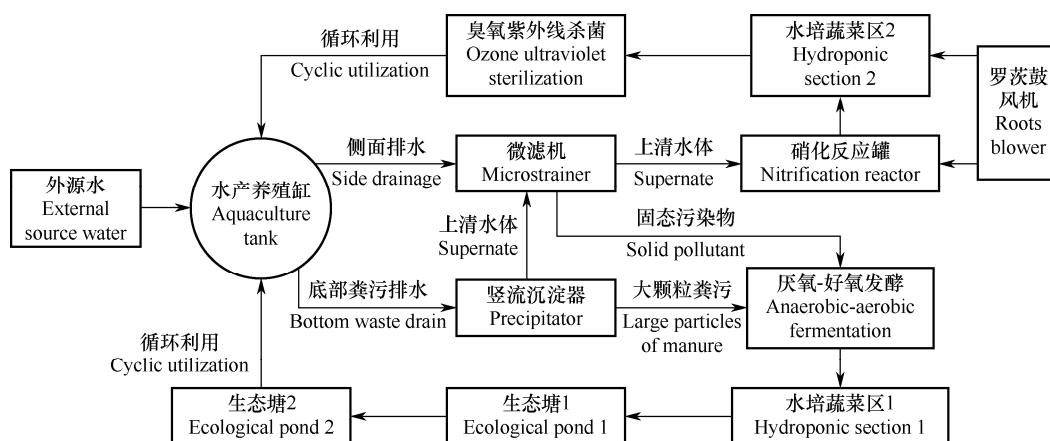 循环利用
Cyclic utilization
臭氧紫外线杀菌
Ozone ultraviolet
sterilization
水培蔬菜区2
Hydroponic
section 2
罗茨鼓
风机
Roots
blower
外源水
External
source water
水产养殖缸
Aquaculture
tank
侧面排水
Side drainage
微滤机
Microstrainer
上清水体
Supernate
硝化反应罐
Nitrification reactor
上清水体
Supernate
固态污染物
Solid pollutant
底部粪污排水
Bottom waste drain
竖流沉淀器
Precipitator
大颗粒粪污
Large particles
of manure
厌氧-好氧发酵
Anaerobic-aerobic
fermentation
循环利用
Cyclic utilization
生态塘2
Ecological pond 2
生态塘1
Ecological pond 1
水培蔬菜区1
Hydroponic section 1